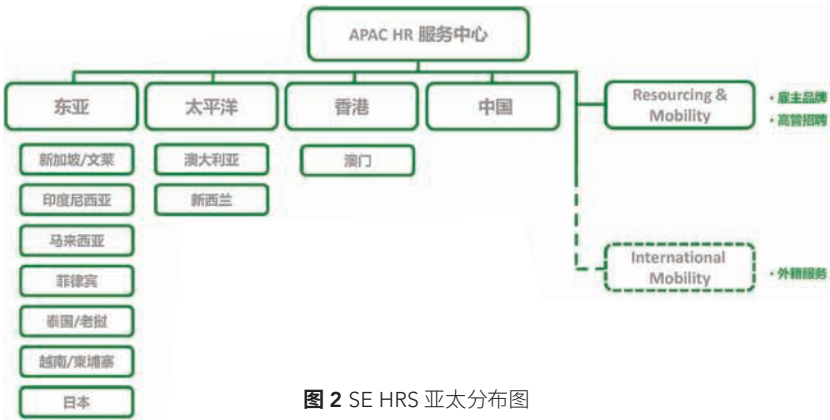 APAC HR 服务中心
东亚
太平洋
香港
中国
Resourcing &
Mobility
· 雇主品牌
· 高管招聘
新加坡/文莱
澳大利亚
澳门
印度尼西亚
新西兰
马来西亚
菲律宾
泰国/老挝
越南/柬埔寨
日本
International
Mobility
· 外籍服务
图 2 SE HRS 亚太分布图